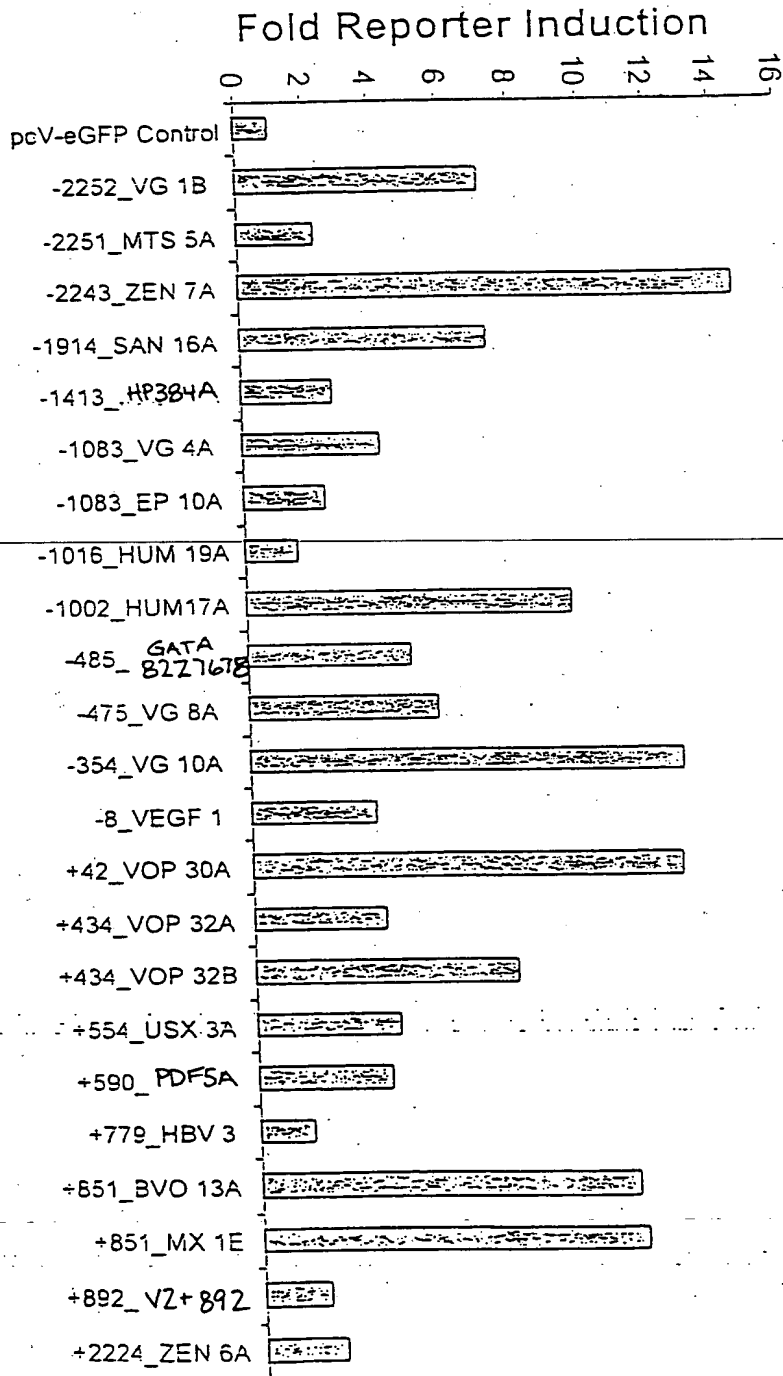 Fold Reporter Induction
0 2 4 6 8 10 12 14 16
pcV-eGFP Control
-2252_VG 1B
-2251_MTS 5A
-2243_ZEN 7A
-1914_SAN 16A
-1413_HP384A
-1083_VG 4A
-1083_EP 10A
-1016_HUM 19A
-1002_HUM17A
-485_ GATA
8227678
-475_VG 8A
-354_VG 10A
-8_VEGF 1
+42_VOP 30A
+434_VOP 32A
+434_VOP 32B
+554_USX 3A
+590_ PDF5A
+779_HBV 3
+851_BVO 13A
+851_MX 1E
+892_ VZ+892
+2224_ZEN 6A